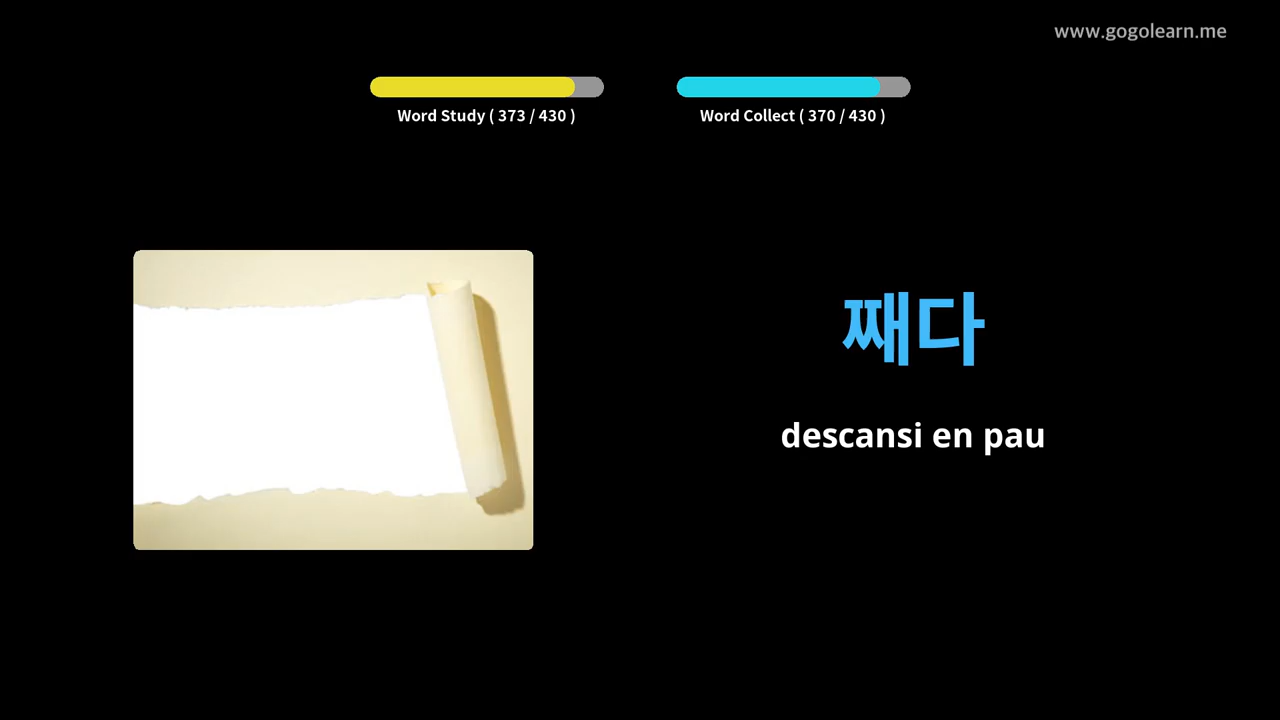 www.gogolearn.me
Word Study ( 373 / 430 )
Word Collect ( 370 / 430 )
째다
descansi en pau